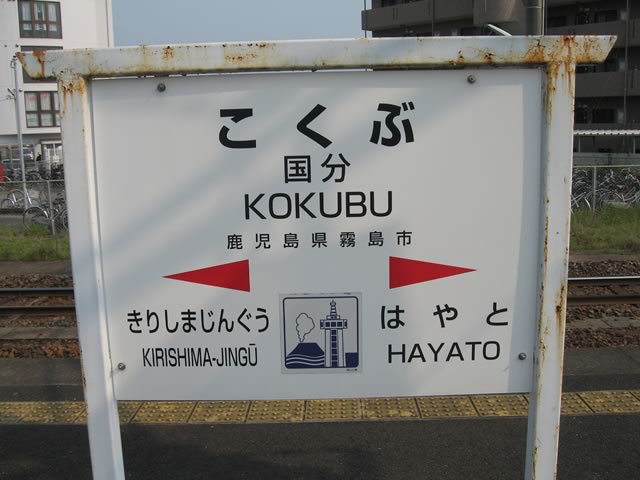 こくぶ
国分
KOKUBU
鹿児島県霧島市
きりしまじんぐう はやと
KIRISHIMA-JINGŪ HAYATO